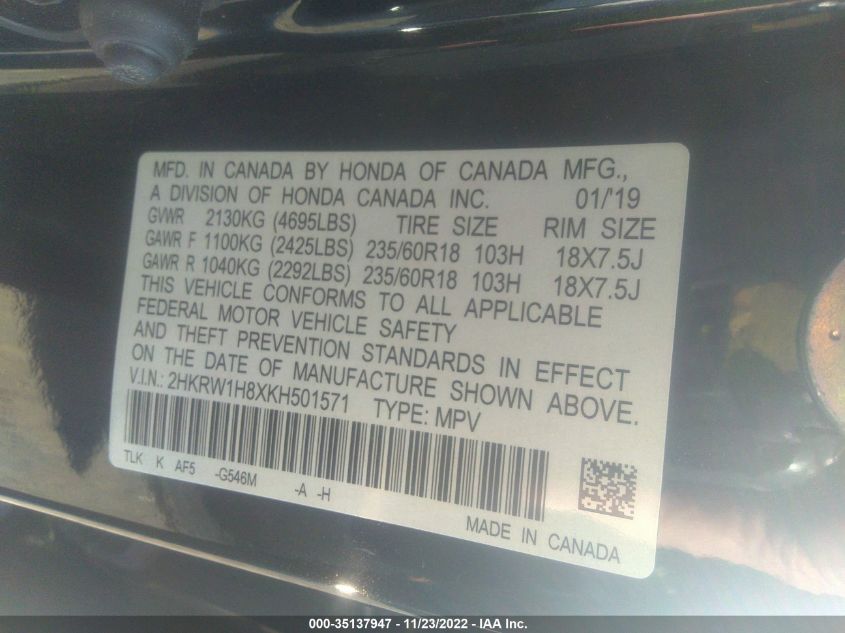 MFD. IN CANADA BY HONDA OF CANADA MFG.,
A DIVISION OF HONDA CANADA INC. 01/'19
GVWR 2130KG (4695LBS) TIRE SIZE RIM SIZE
GAWR F 1100KG (2425LBS) 235/60R18 103H 18X7.5J
GAWR R 1040KG (2292LBS) 235/60R18 103H 18X7.5J
THIS VEHICLE CONFORMS TO ALL APPLICABLE
FEDERAL MOTOR VEHICLE SAFETY
AND THEFT PREVENTION STANDARDS IN EFFECT
ON THE DATE OF MANUFACTURE SHOWN ABOVE.
V.I.N.: 2HKRW1H8XKH501571 TYPE: MPV
TLK K AF5 -G546M -A -H
MADE IN CANADA
000-35137947 - 11/23/2022 - IAA Inc.